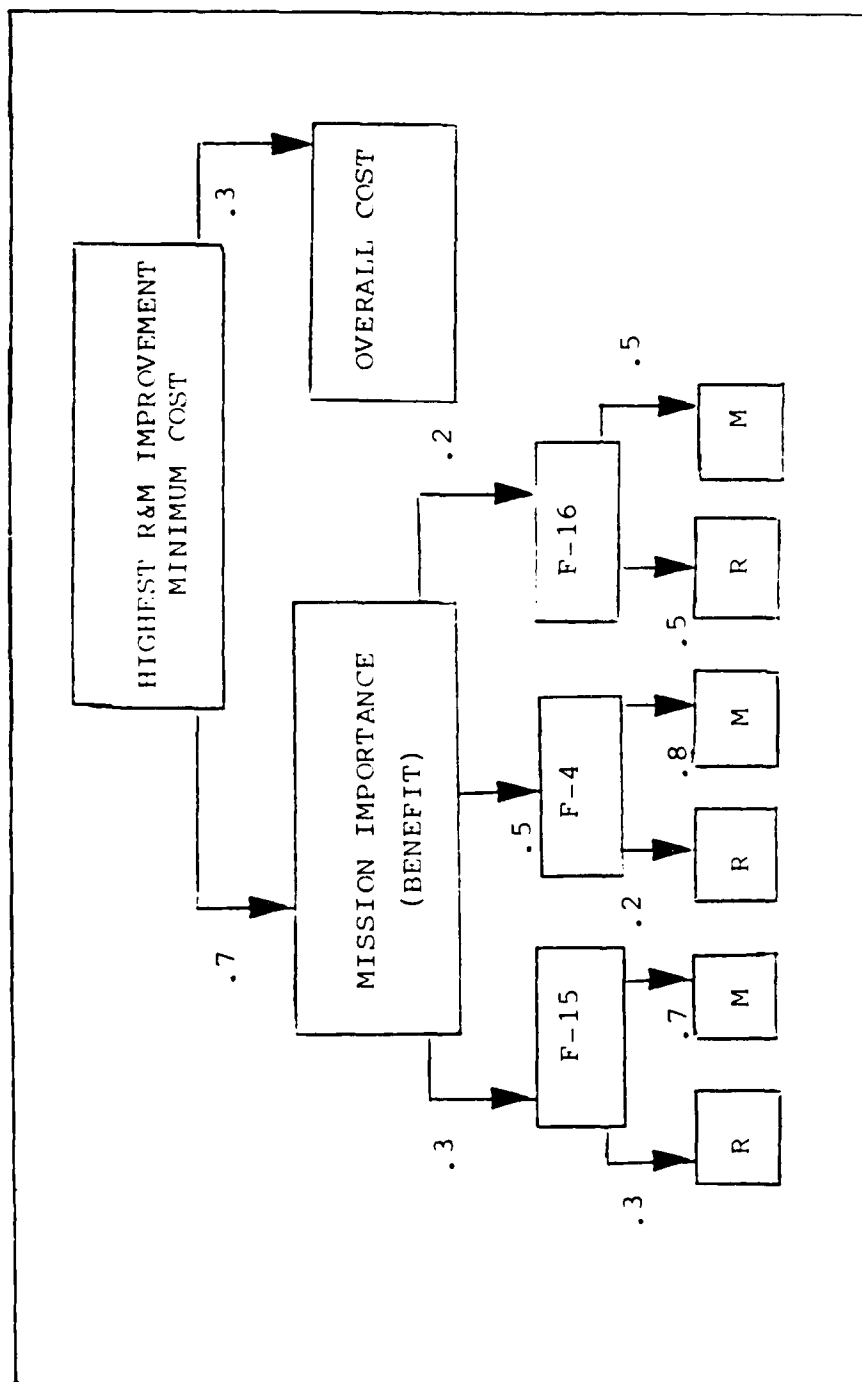 HIGHEST R&M IMPROVEMENT
MINIMUM COST
.7
.3
MISSION IMPORTANCE
(BENEFIT)
OVERALL COST
.3
.5
.2
F-15
F-4
F-16
.3
.7
.2
.8
.5
.5
R
M
R
M
R
M